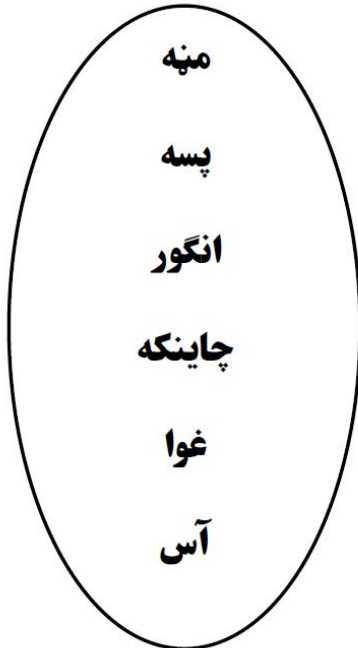 منه
پسه
انگور
چاینکه
غوا
آس